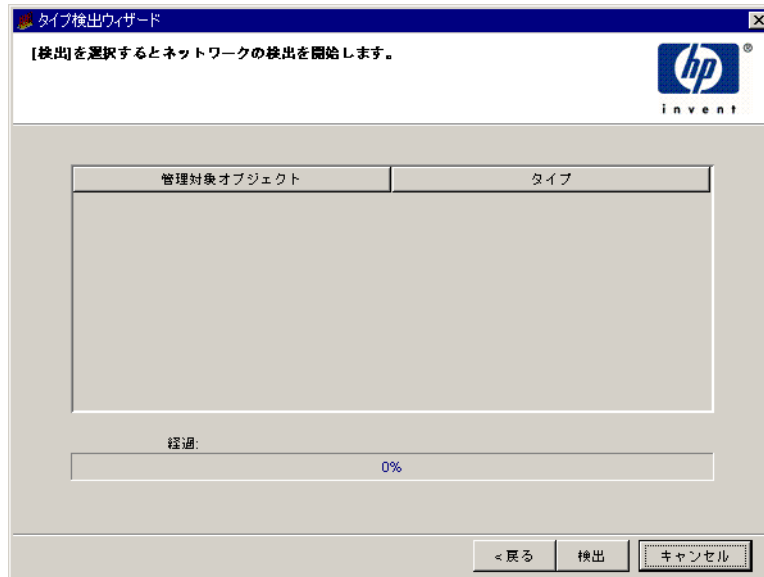 タイプ検出ウィザード
[検出]を選択するとネットワークの検出を開始します。
hp
®
invent
管理対象オブジェクト
タイプ
経過:
0%
<戻る
検出
キャンセル